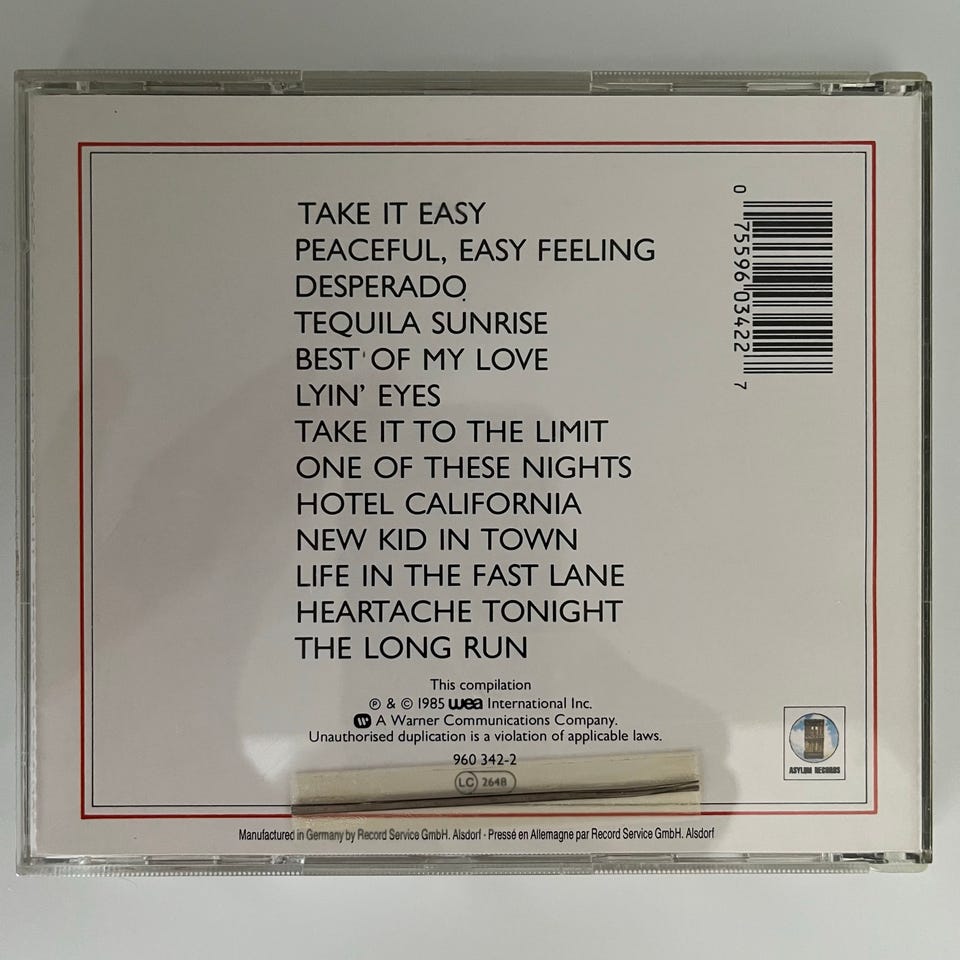 TAKE IT EASY
PEACEFUL, EASY FEELING
DESPERADO
TEQUILA SUNRISE
BEST OF MY LOVE
LYIN' EYES
TAKE IT TO THE LIMIT
ONE OF THESE NIGHTS
HOTEL CALIFORNIA
NEW KID IN TOWN
LIFE IN THE FAST LANE
HEARTACHE TONIGHT
THE LONG RUN
0 75596 03422 7
This compilation
℗ & © 1985 wea International Inc.
W A Warner Communications Company.
Unauthorised duplication is a violation of applicable laws.
960 342-2
LC 2648
ASYLUM RECORDS
Manufactured in Germany by Record Service GmbH. Alsdorf · Pressé en Allemagne par Record Service GmbH. Alsdorf